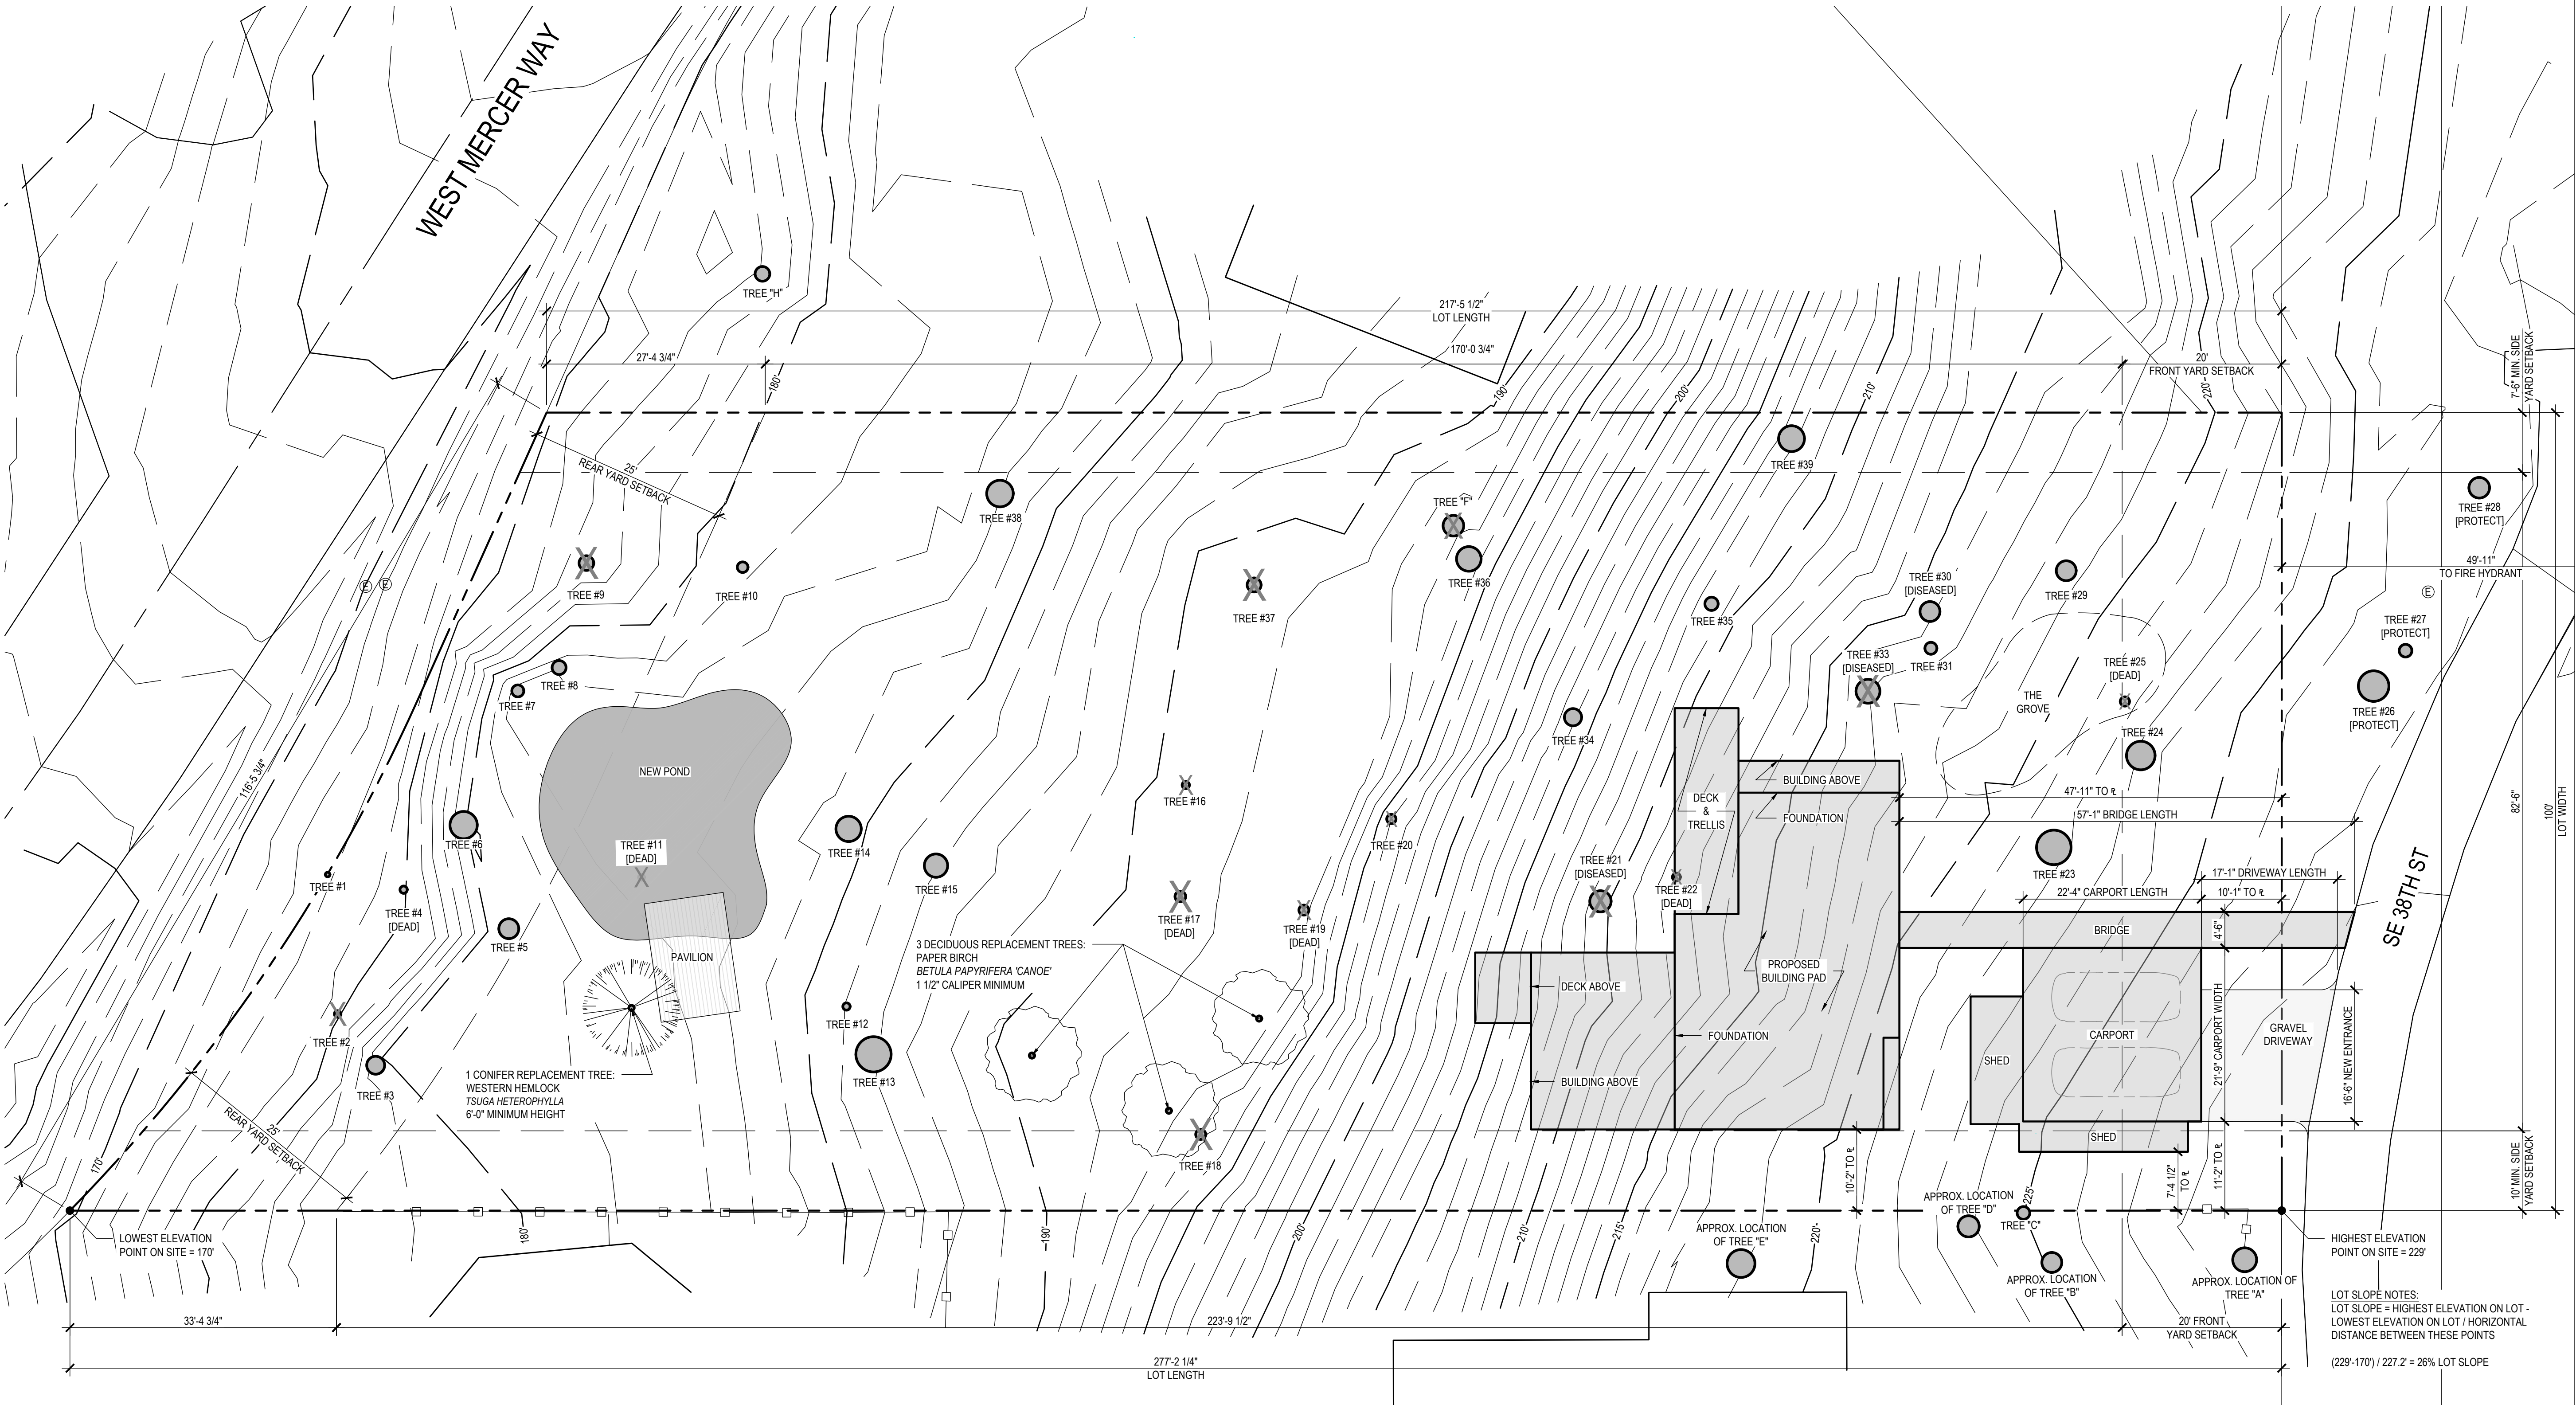 WEST MERCER WAY
TREE "H"
217'-5 1/2"
LOT LENGTH
27'-4 3/4"
170'-0 3/4"
20'
FRONT YARD SETBACK
7'-6" MIN. SIDE
YARD SETBACK
180'
190'
200'
210'
220'
25'
REAR YARD SETBACK
TREE #38
TREE #39
TREE "F"
TREE #36
TREE #28
[PROTECT]
49'-11"
TO FIRE HYDRANT
E
E
E
TREE #9
TREE #10
TREE #37
TREE #35
TREE #30
[DISEASED]
TREE #31
TREE #29
TREE #27
[PROTECT]
TREE #33
[DISEASED]
TREE #25
[DEAD]
THE
GROVE
TREE #24
TREE #26
[PROTECT]
TREE #8
TREE #7
TREE #34
116'-5 3/4"
NEW POND
TREE #11
[DEAD]
TREE #6
TREE #14
TREE #15
TREE #16
TREE #20
DECK
&
TRELLIS
BUILDING ABOVE
FOUNDATION
47'-11" TO ℄
57'-1" BRIDGE LENGTH
82'-6"
100'
LOT WIDTH
TREE #1
TREE #4
[DEAD]
TREE #5
TREE #17
[DEAD]
TREE #19
[DEAD]
TREE #21
[DISEASED]
TREE #22
[DEAD]
TREE #23
17'-1" DRIVEWAY LENGTH
22'-4" CARPORT LENGTH
10'-1" TO ℄
SE 38TH ST
BRIDGE
4'-6"
PAVILION
3 DECIDUOUS REPLACEMENT TREES:
PAPER BIRCH
BETULA PAPYRIFERA 'CANOE'
1 1/2" CALIPER MINIMUM
DECK ABOVE
PROPOSED
BUILDING PAD
FOUNDATION
BUILDING ABOVE
TREE #2
TREE #3
TREE #12
TREE #13
1 CONIFER REPLACEMENT TREE:
WESTERN HEMLOCK
TSUGA HETEROPHYLLA
6'-0" MINIMUM HEIGHT
SHED
CARPORT
21'-9" CARPORT WIDTH
GRAVEL
DRIVEWAY
16'-6" NEW ENTRANCE
SHED
25'
REAR YARD SETBACK
170'
TREE #18
10'-2" TO ℄
7'-4 1/2"
TO ℄
11'-2" TO ℄
10' MIN. SIDE
YARD SETBACK
LOWEST ELEVATION
POINT ON SITE = 170'
180'
190'
200'
210'
215'
220'
225'
APPROX. LOCATION
OF TREE "E"
APPROX. LOCATION
OF TREE "D"
TREE "C"
APPROX. LOCATION
OF TREE "B"
APPROX. LOCATION OF
TREE "A"
HIGHEST ELEVATION
POINT ON SITE = 229'
LOT SLOPE NOTES:
LOT SLOPE = HIGHEST ELEVATION ON LOT -
LOWEST ELEVATION ON LOT / HORIZONTAL
DISTANCE BETWEEN THESE POINTS
(229'-170') / 227.2' = 26% LOT SLOPE
33'-4 3/4"
223'-9 1/2"
20' FRONT
YARD SETBACK
277'-2 1/4"
LOT LENGTH